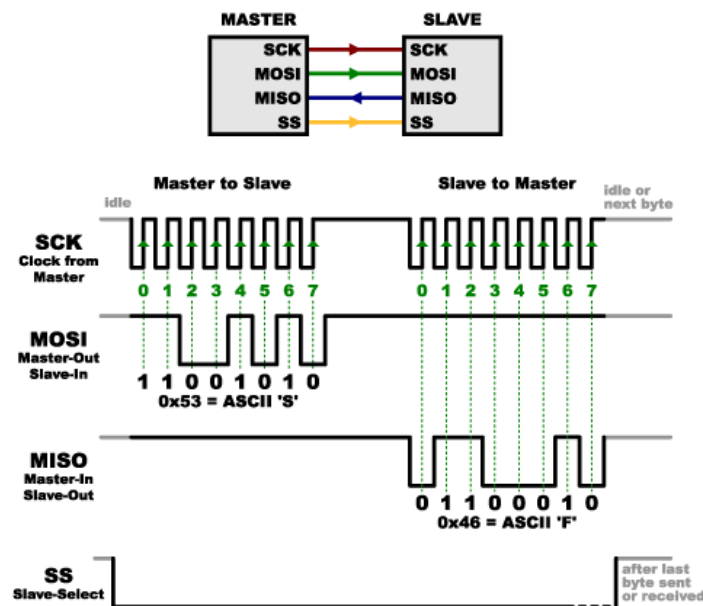 MASTER SLAVE
SCK SCK
MOSI MOSI
MISO MISO
SS SS
Master to Slave Slave to Master
idle idle or
next byte
SCK
Clock from
Master
0 1 2 3 4 5 6 7 0 1 2 3 4 5 6 7
MOSI
Master-Out
Slave-In
1 1 0 0 1 0 1 0
0x53 = ASCII 'S'
MISO
Master-In
Slave-Out
0 1 1 0 0 0 1 0
0x46 = ASCII 'F'
SS
Slave-Select
after last
byte sent
or received